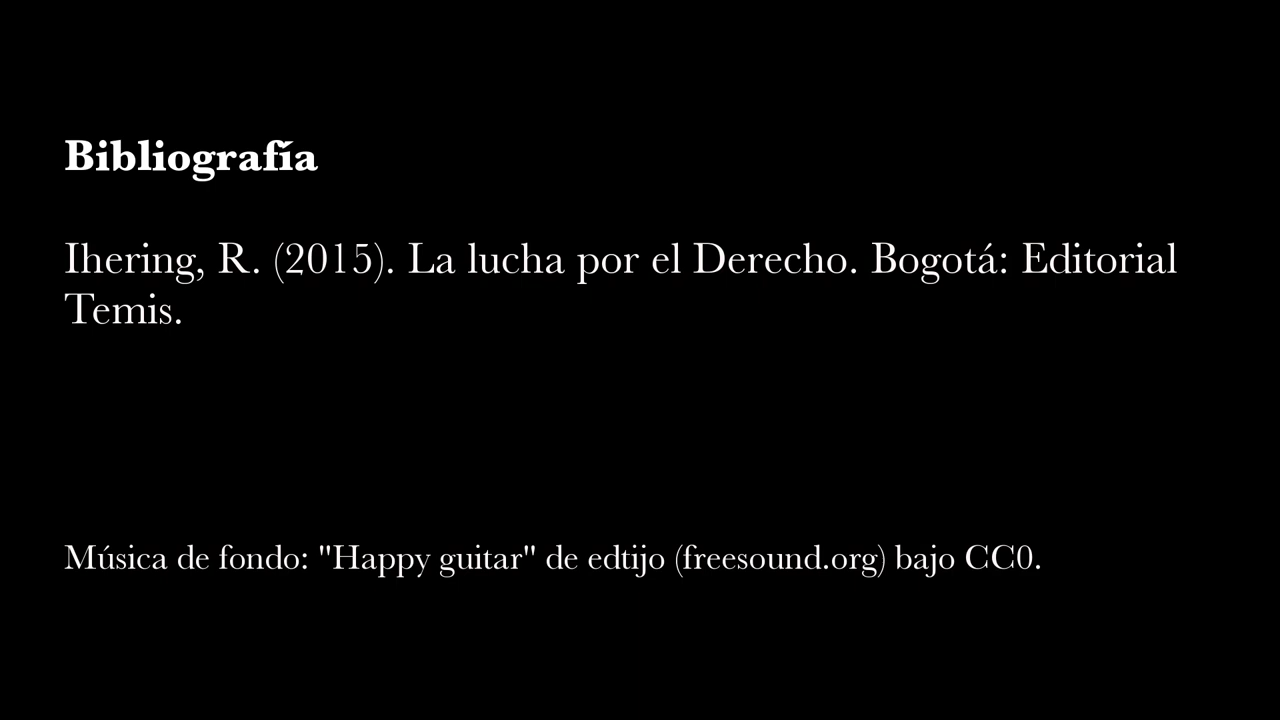 Bibliografía
Ihering, R. (2015). La lucha por el Derecho. Bogotá: Editorial
Temis.
Música de fondo: "Happy guitar" de edtijo (freesound.org) bajo CC0.